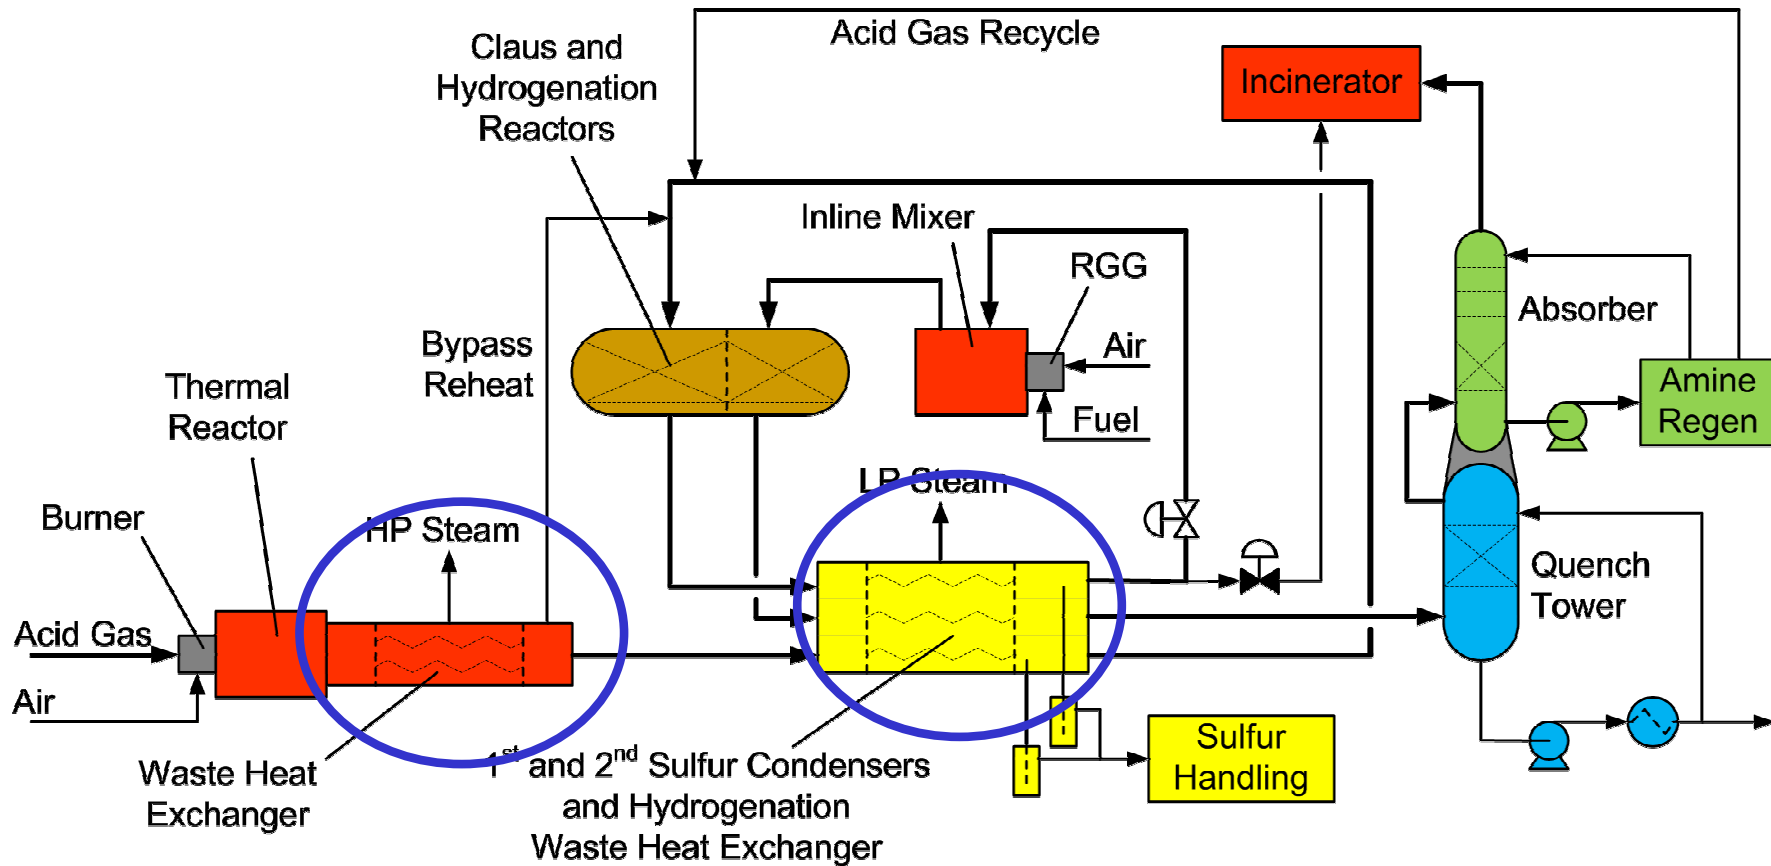 Acid Gas Recycle
Claus and
Hydrogenation
Reactors
Incinerator
Inline Mixer
RGG
Air
Fuel
Bypass
Reheat
Absorber
Amine
Regen
Thermal
Reactor
Burner
HP Steam
LP Steam
Acid Gas
Air
Quench
Tower
Waste Heat
Exchanger
1st and 2nd Sulfur Condensers
and Hydrogenation
Waste Heat Exchanger
Sulfur
Handling